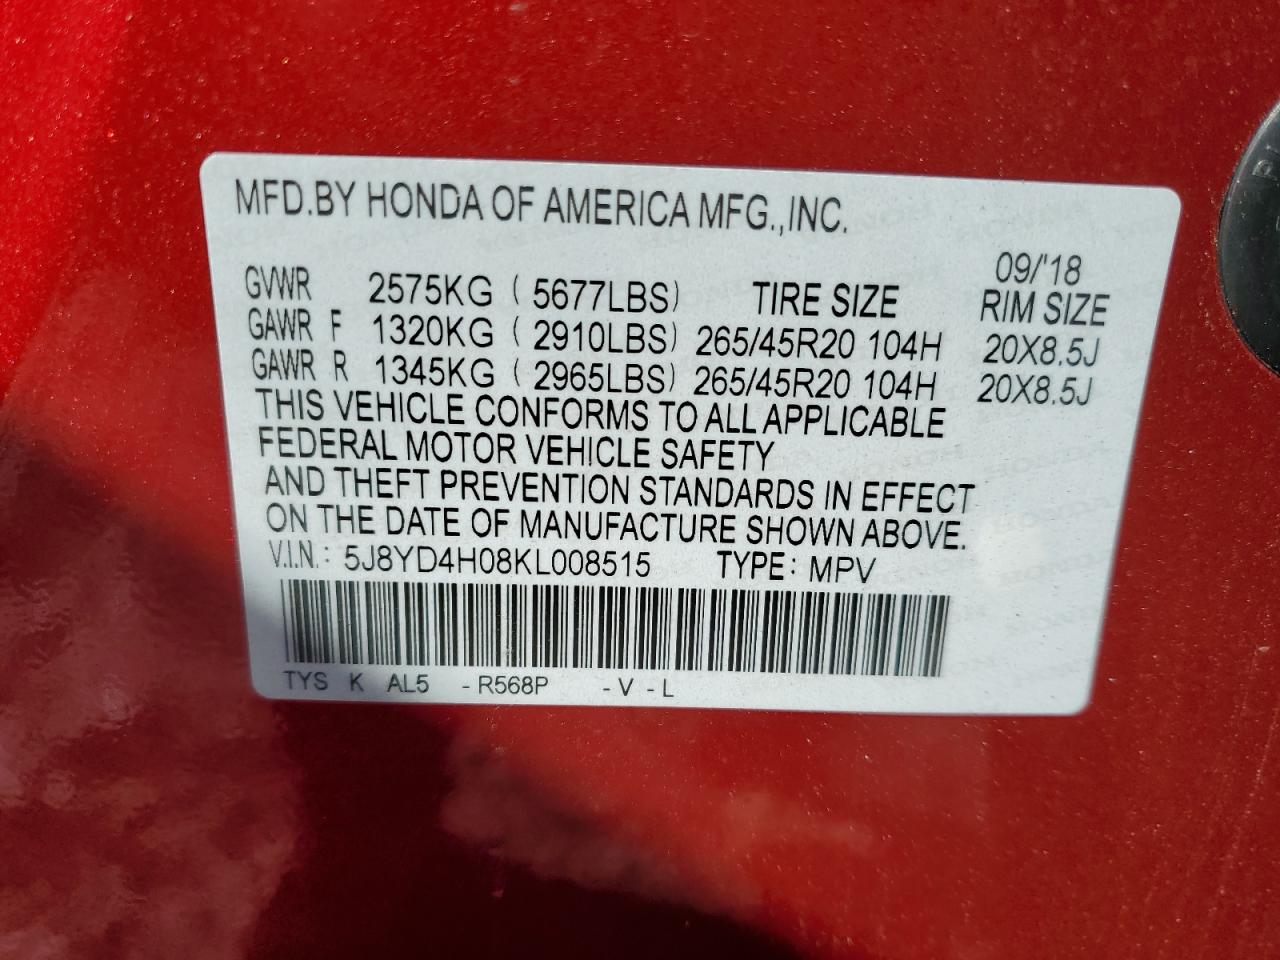 MFD.BY HONDA OF AMERICA MFG.,INC.
09/'18
GVWR 2575KG ( 5677LBS) TIRE SIZE RIM SIZE
GAWR F 1320KG ( 2910LBS) 265/45R20 104H 20X8.5J
GAWR R 1345KG ( 2965LBS) 265/45R20 104H 20X8.5J
THIS VEHICLE CONFORMS TO ALL APPLICABLE
FEDERAL MOTOR VEHICLE SAFETY
AND THEFT PREVENTION STANDARDS IN EFFECT
ON THE DATE OF MANUFACTURE SHOWN ABOVE.
V.I.N.: 5J8YD4H08KL008515 TYPE: MPV
TYS K AL5 -R568P -V -L